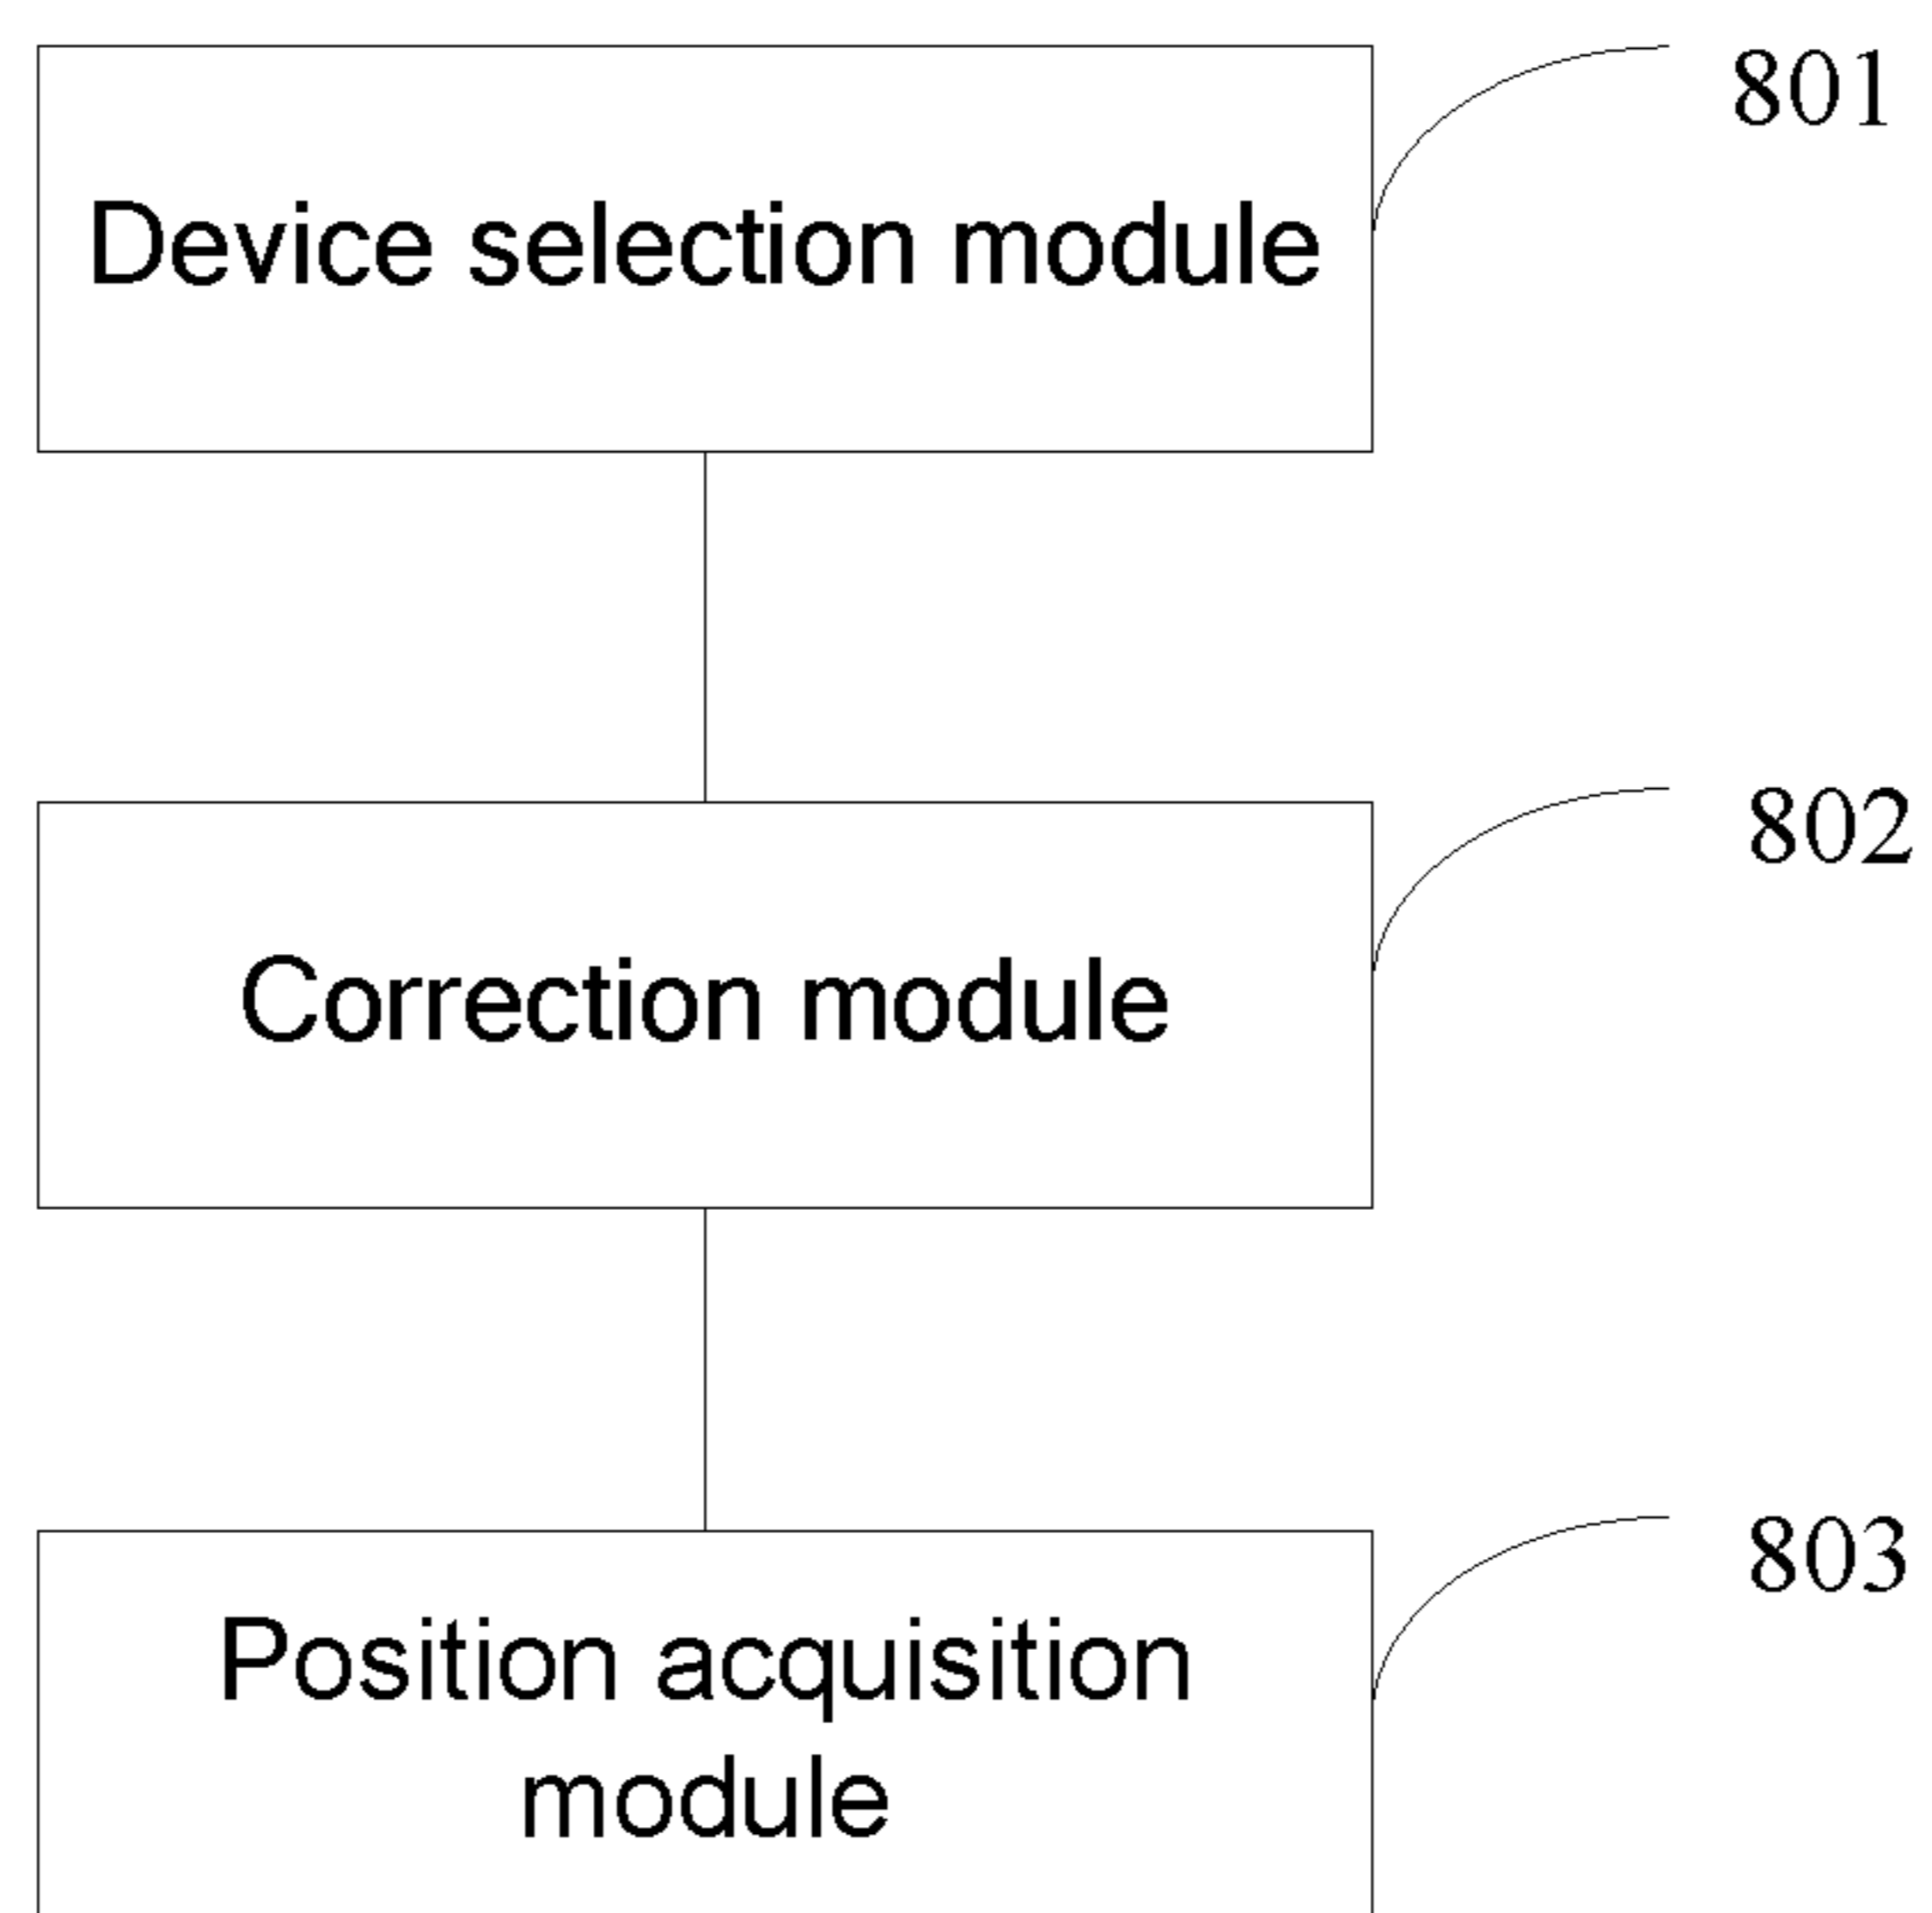 801
Device selection module
802
Correction module
803
Position acquisition
module